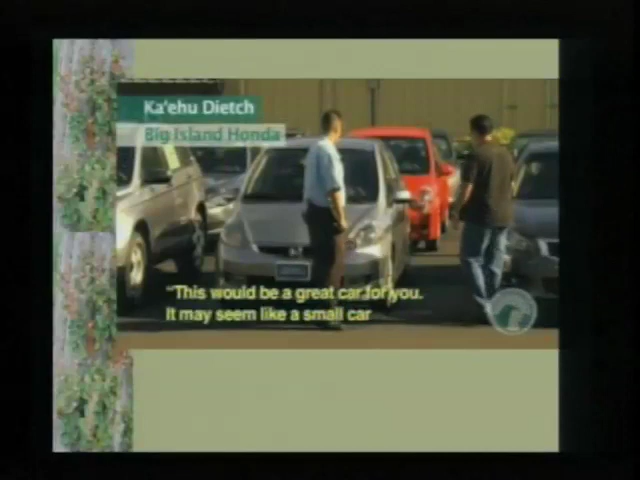 Ka'ehu Dietch
Big Island Honda
"This would be a great car for you.
It may seem like a small car